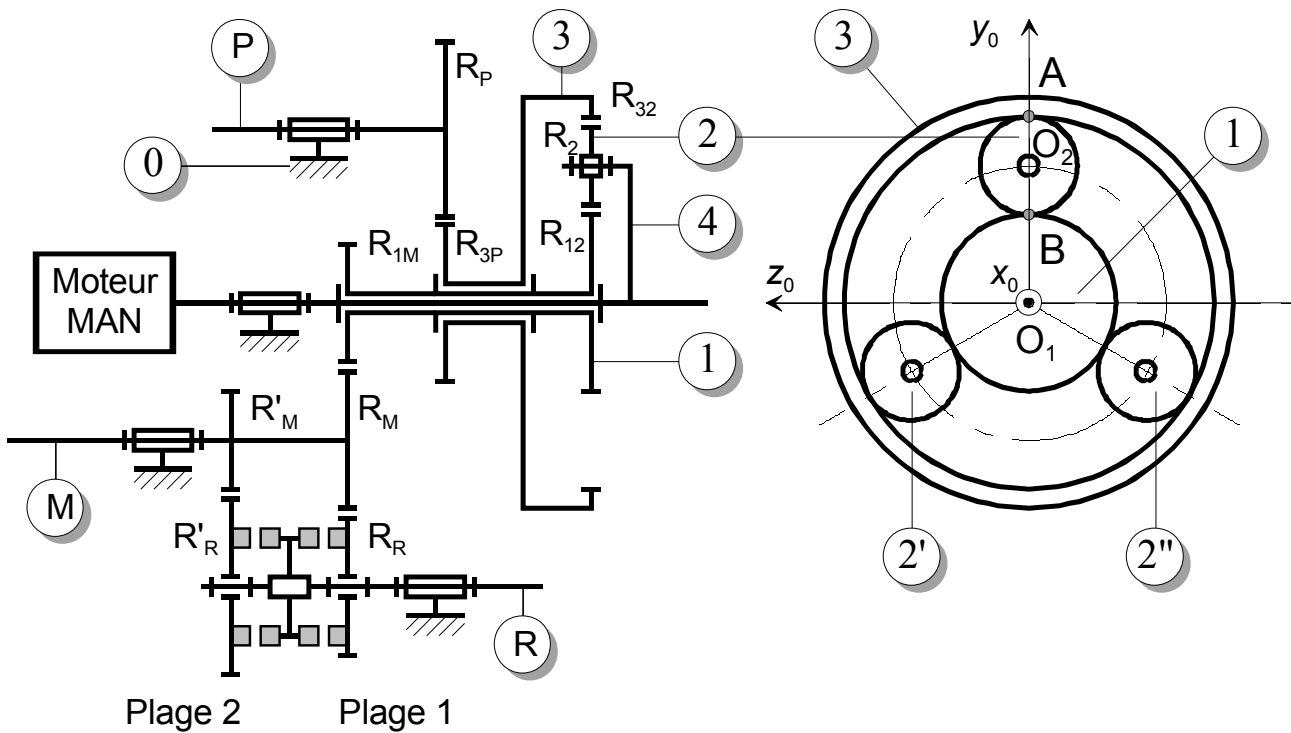 P
R_P
3
R_32
3
y_0
A
0
R_2
2
O_2
1
4
R_1M
R_3P
R_12
B
Moteur
MAN
z_0
x_0
O_1
1
R'_M
R_M
M
R'_R
R_R
2'
2"
R
Plage 2
Plage 1